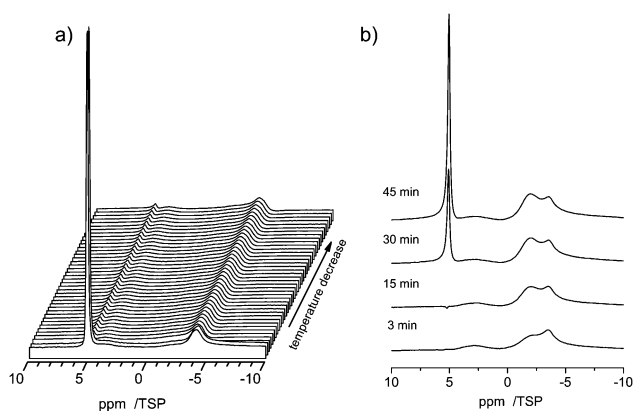 a)
temperature decrease
10 5 0 -5 -10
ppm /TSP
b)
45 min
30 min
15 min
3 min
10 5 0 -5 -10
ppm /TSP